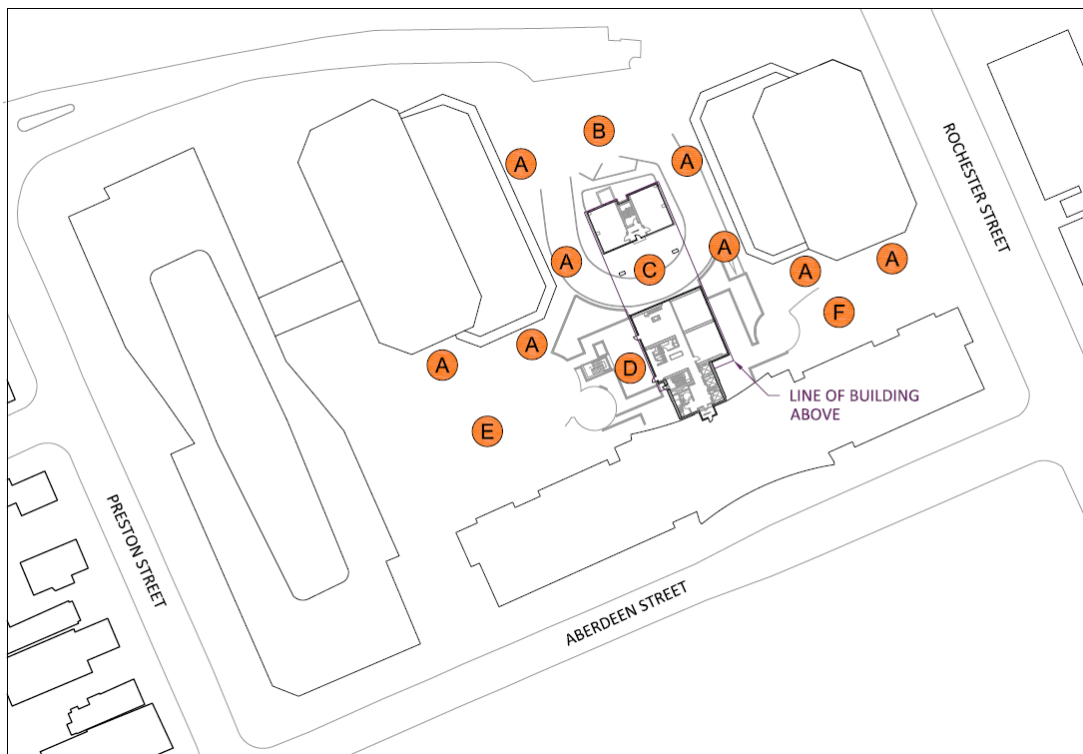 B
A
A
ROCHESTER STREET
A
A
C
A
A
F
A
A
D
LINE OF BUILDING
ABOVE
E
PRESTON STREET
ABERDEEN STREET